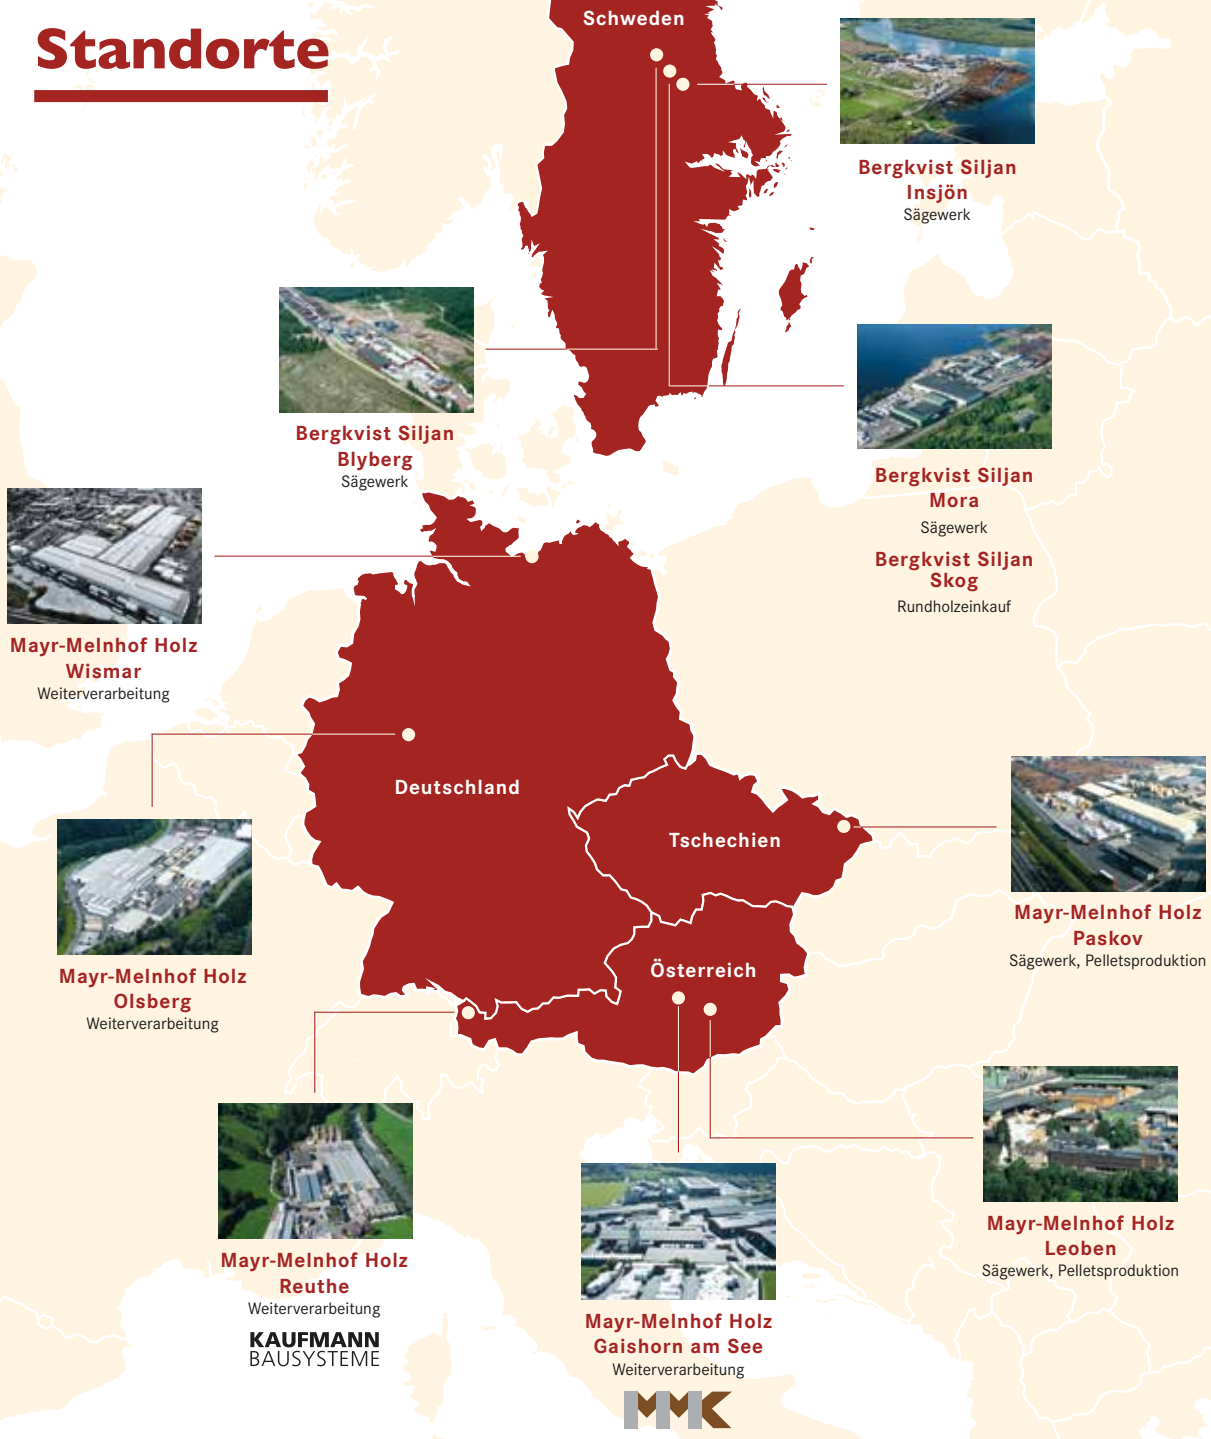 Standorte
Schweden
Bergkvist Siljan
Insjön
Sägewerk
Bergkvist Siljan
Blyberg
Sägewerk
Bergkvist Siljan
Mora
Sägewerk
Bergkvist Siljan
Skog
Rundholzeinkauf
Mayr-Melnhof Holz
Wismar
Weiterverarbeitung
Deutschland
Tschechien
Mayr-Melnhof Holz
Paskov
Sägewerk, Pelletsproduktion
Mayr-Melnhof Holz
Olsberg
Weiterverarbeitung
Österreich
Mayr-Melnhof Holz
Leoben
Sägewerk, Pelletsproduktion
Mayr-Melnhof Holz
Reuthe
Weiterverarbeitung
KAUFMANN
BAUSYSTEME
Mayr-Melnhof Holz
Gaishorn am See
Weiterverarbeitung
MMK